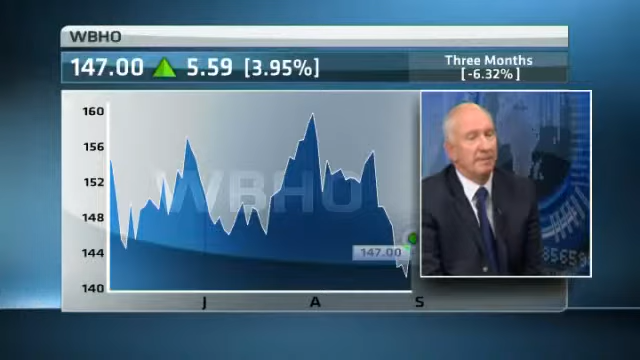 WBHO
147.00 5.59 [3.95%]
Three Months
[-6.32%]
160
156
152
148
144
140
WBHO
147.00
J A S